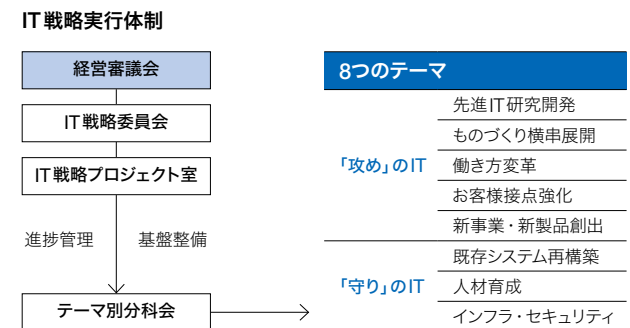 IT戦略実行体制
経営審議会
IT戦略委員会
IT戦略プロジェクト室
進捗管理
基盤整備
テーマ別分科会
8つのテーマ
「攻め」のIT
先進IT研究開発
ものづくり横串展開
働き方変革
お客様接点強化
新事業・新製品創出
「守り」のIT
既存システム再構築
人材育成
インフラ・セキュリティ